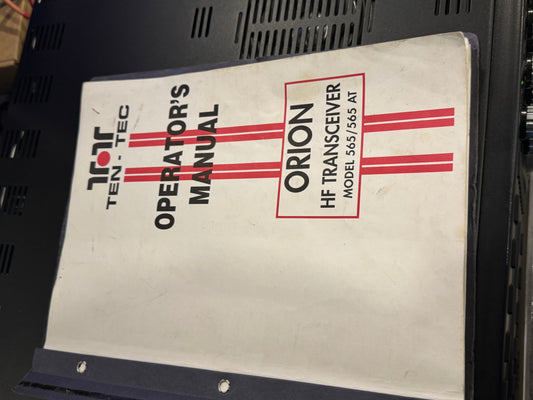 TEN-TEC
OPERATOR'S
MANUAL
ORION
HF TRANSCEIVER
MODEL 565/565 AT